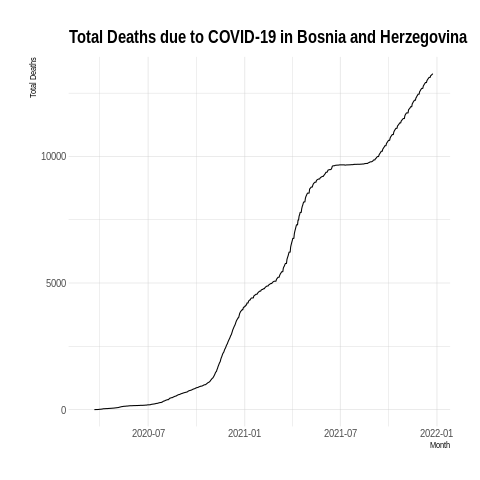 Total Deaths due to COVID-19 in Bosnia and Herzegovina
Total Deaths
10000
5000
0
2020-07 2021-01 2021-07 2022-01
Month